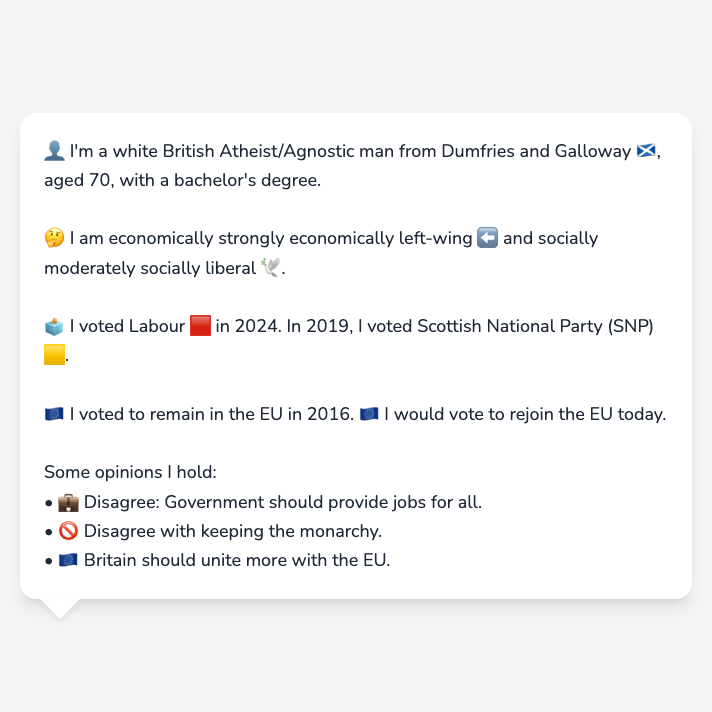 👤 I'm a white British Atheist/Agnostic man from Dumfries and Galloway 🏴󠁧󠁢󠁳󠁣󠁴󠁿,
aged 70, with a bachelor's degree.
🤔 I am economically strongly economically left-wing ⬅️ and socially
moderately socially liberal 🕊️.
🗳️ I voted Labour 🟥 in 2024. In 2019, I voted Scottish National Party (SNP)
🟨.
🇪🇺 I voted to remain in the EU in 2016. 🇪🇺 I would vote to rejoin the EU today.
Some opinions I hold:
• 💼 Disagree: Government should provide jobs for all.
• 🚫 Disagree with keeping the monarchy.
• 🇪🇺 Britain should unite more with the EU.